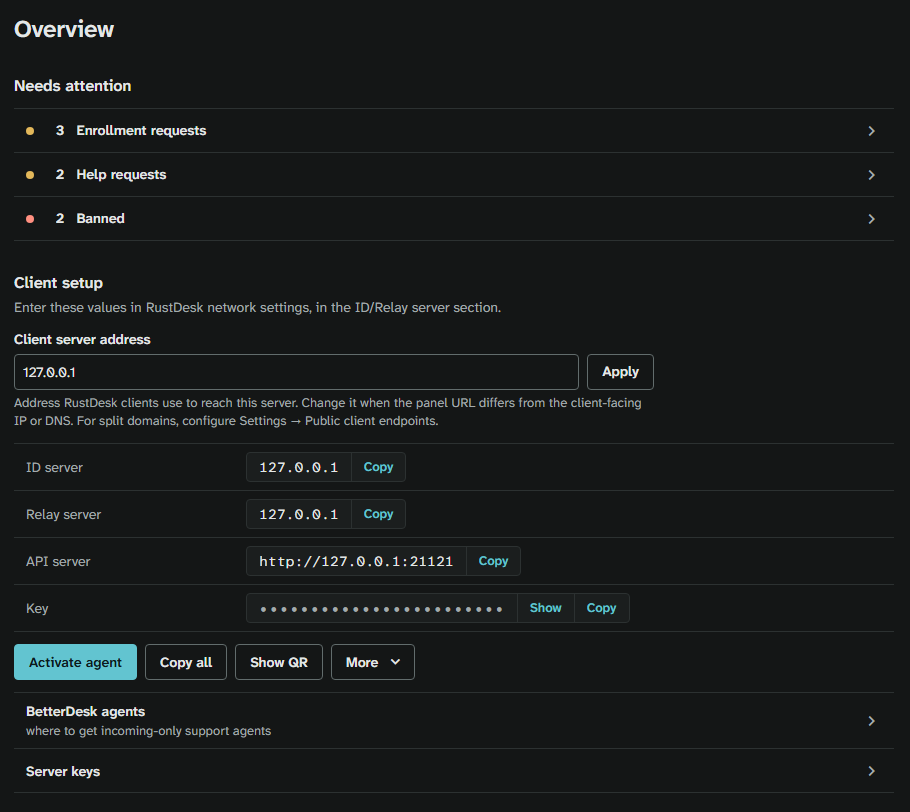 Overview
Needs attention
3 Enrollment requests
2 Help requests
2 Banned
Client setup
Enter these values in RustDesk network settings, in the ID/Relay server section.
Client server address
127.0.0.1 Apply
Address RustDesk clients use to reach this server. Change it when the panel URL differs from the client-facing
IP or DNS. For split domains, configure Settings → Public client endpoints.
ID server 127.0.0.1 Copy
Relay server 127.0.0.1 Copy
API server http://127.0.0.1:21121 Copy
Key •••••••••••••••••••••••• Show Copy
Activate agent Copy all Show QR More
BetterDesk agents
where to get incoming-only support agents
Server keys